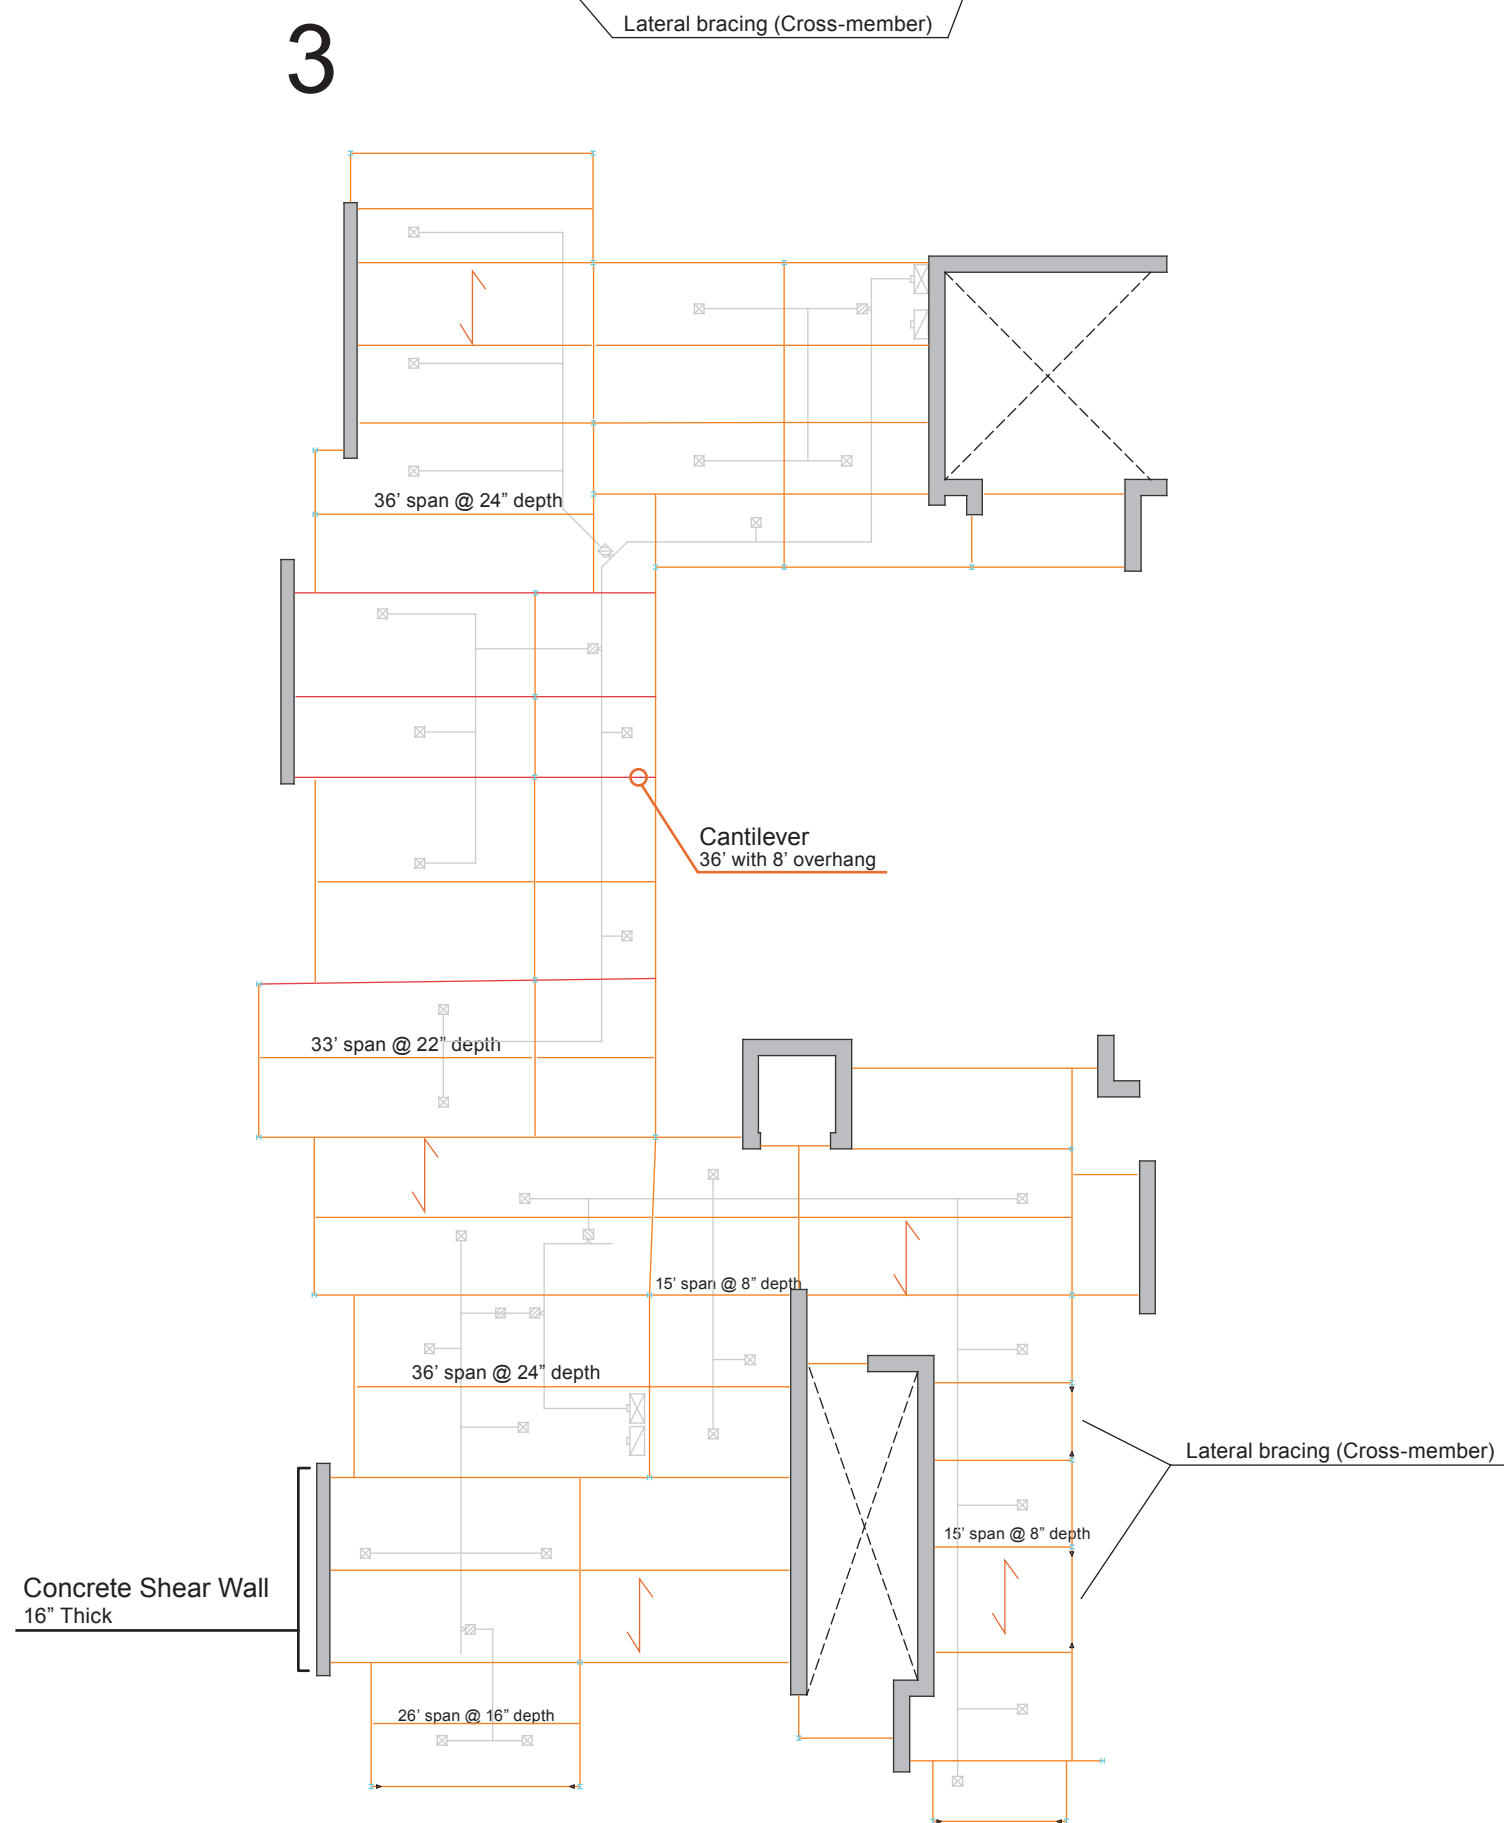 Lateral bracing (Cross-member)
3
36’ span @ 24” depth
Cantilever
36’ with 8’ overhang
33’ span @ 22” depth
15’ span @ 8” depth
36’ span @ 24” depth
Lateral bracing (Cross-member)
15’ span @ 8” depth
Concrete Shear Wall
16” Thick
26’ span @ 16” depth